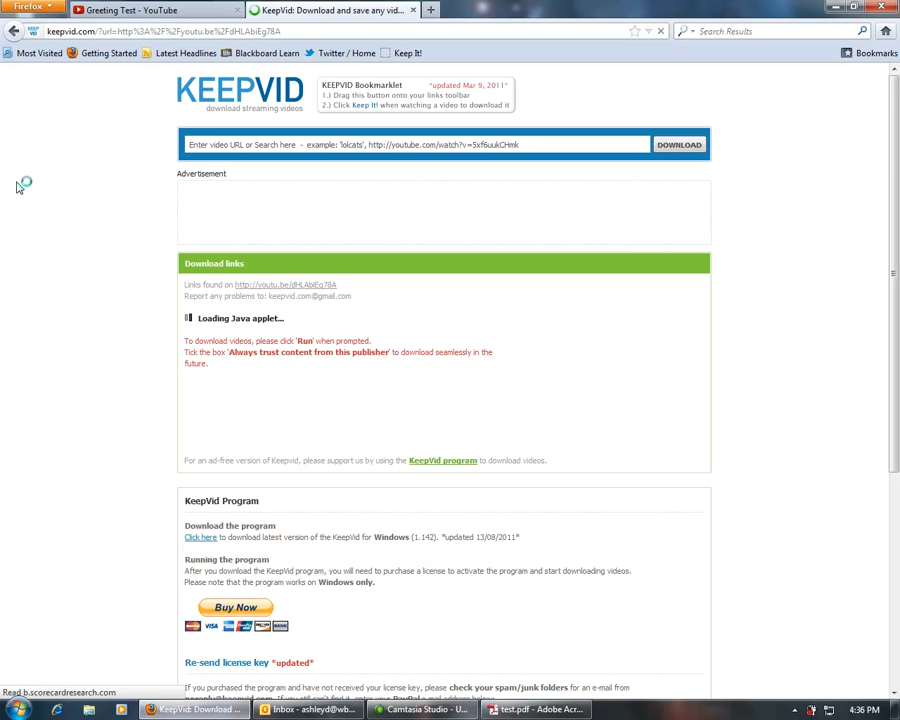 Firefox
Greeting Test - YouTube
KeepVid: Download and save any vid...
keepvid.com/?url=http%3A%2F%2Fyoutu.be%2FdHLAbiEg78A
Search Results
Most Visited
Getting Started
Latest Headlines
Blackboard Learn
Twitter / Home
Keep It!
Bookmarks
KEEPVID
download streaming videos
KEEPVID Bookmarklet *updated Mar 9, 2011*
1.) Drag this button onto your links toolbar
2.) Click Keep It! when watching a video to download it
Enter video URL or Search here - example: 'lolcats', http://youtube.com/watch?v=5xf6uukCHmk
DOWNLOAD
Advertisement
Download links
Links found on http://youtu.be/dHLAbiEg78A
Report any problems to: keepvid.com@gmail.com
Loading Java applet...
To download videos, please click 'Run' when prompted.
Tick the box 'Always trust content from this publisher' to download seamlessly in the
future.
For an ad-free version of Keepvid, please support us by using the KeepVid program to download videos.
KeepVid Program
Download the program
Click here to download latest version of the KeepVid for Windows (1.142). *updated 13/08/2011*
Running the program
After you download the KeepVid program, you will need to purchase a license to activate the program and start downloading videos.
Please note that the program works on Windows only.
Buy Now
VISA
Re-send license key *updated*
If you purchased the program and have not received your license key, please check your spam/junk folders for an e-mail from
Read b.scorecardresearch.com
KeepVid: Download ...
Inbox - ashleyd@wb...
Camtasia Studio - U...
test.pdf - Adobe Acr...
4:36 PM